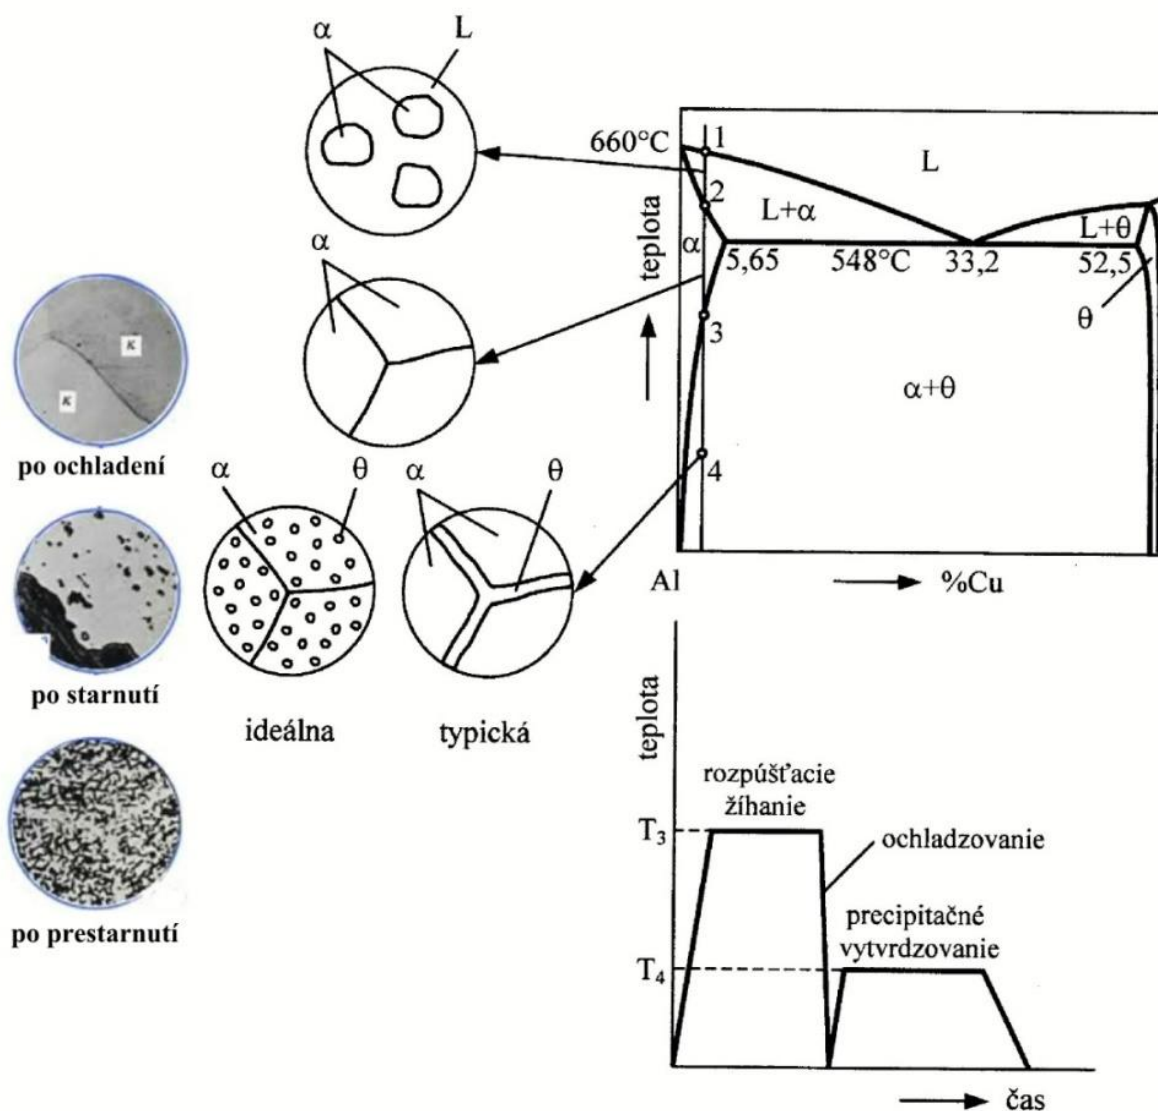 α
L
660°C
1
L
2
L+α
L+θ
teplota
α
α
5,65
548°C
33,2
52,5
θ
3
κ
κ
α+θ
po ochladení
α
θ
α
θ
4
Al
%Cu
po starnutí
ideálna
typická
teplota
rozpúšťacie
žíhanie
T3
ochladzovanie
po prestarnutí
precipitačné
vytvrdzovanie
T4
čas